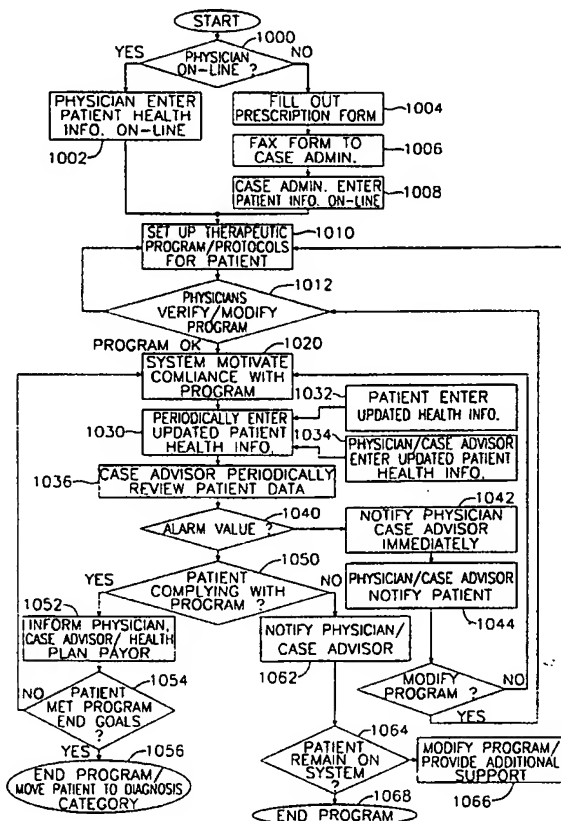 START
1000
YES
PHYSICIAN
ON-LINE ?
NO
PHYSICIAN ENTER
PATIENT HEALTH
INFO. ON-LINE
1002
FILL OUT
PRESCRIPTION FORM
1004
FAX FORM TO
CASE ADMIN.
1006
CASE ADMIN. ENTER
PATIENT INFO. ON-LINE
1008
SET UP THERAPEUTIC
PROGRAM/PROTOCOLS
FOR PATIENT
1010
1012
PHYSICIANS
VERIFY/MODIFY
PROGRAM
PROGRAM OK
1020
SYSTEM MOTIVATE
COMLIANCE WITH
PROGRAM
1032
PATIENT ENTER
UPDATED HEALTH INFO.
1030
PERIODICALLY ENTER
UPDATED PATIENT
HEALTH INFO.
1034
PHYSICIAN/CASE ADVISOR
ENTER UPDATED PATIENT
HEALTH INFO.
1036
CASE ADVISOR PERIODICALLY
REVIEW PATIENT DATA
1040
ALARM VALUE ?
1042
NOTIFY PHYSICIAN
CASE ADVISOR
IMMEDIATELY
1050
YES
PATIENT
COMPLYING WITH
PROGRAM ?
NO
PHYSICIAN/CASE ADVISOR
NOTIFY PATIENT
1044
1052
INFORM PHYSICIAN,
CASE ADVISOR/ HEALTH
PLAN PAYOR
NOTIFY PHYSICIAN/
CASE ADVISOR
1062
MODIFY
PROGRAM ?
NO
YES
1054
NO
PATIENT
MET PROGRAM
END GOALS
?
YES
1056
END PROGRAM/
MOVE PATIENT TO DIAGNOSIS
CATEGORY
1064
PATIENT
REMAIN ON
SYSTEM
?
MODIFY PROGRAM/
PROVIDE ADDITIONAL
SUPPORT
1066
1068
END PROGRAM